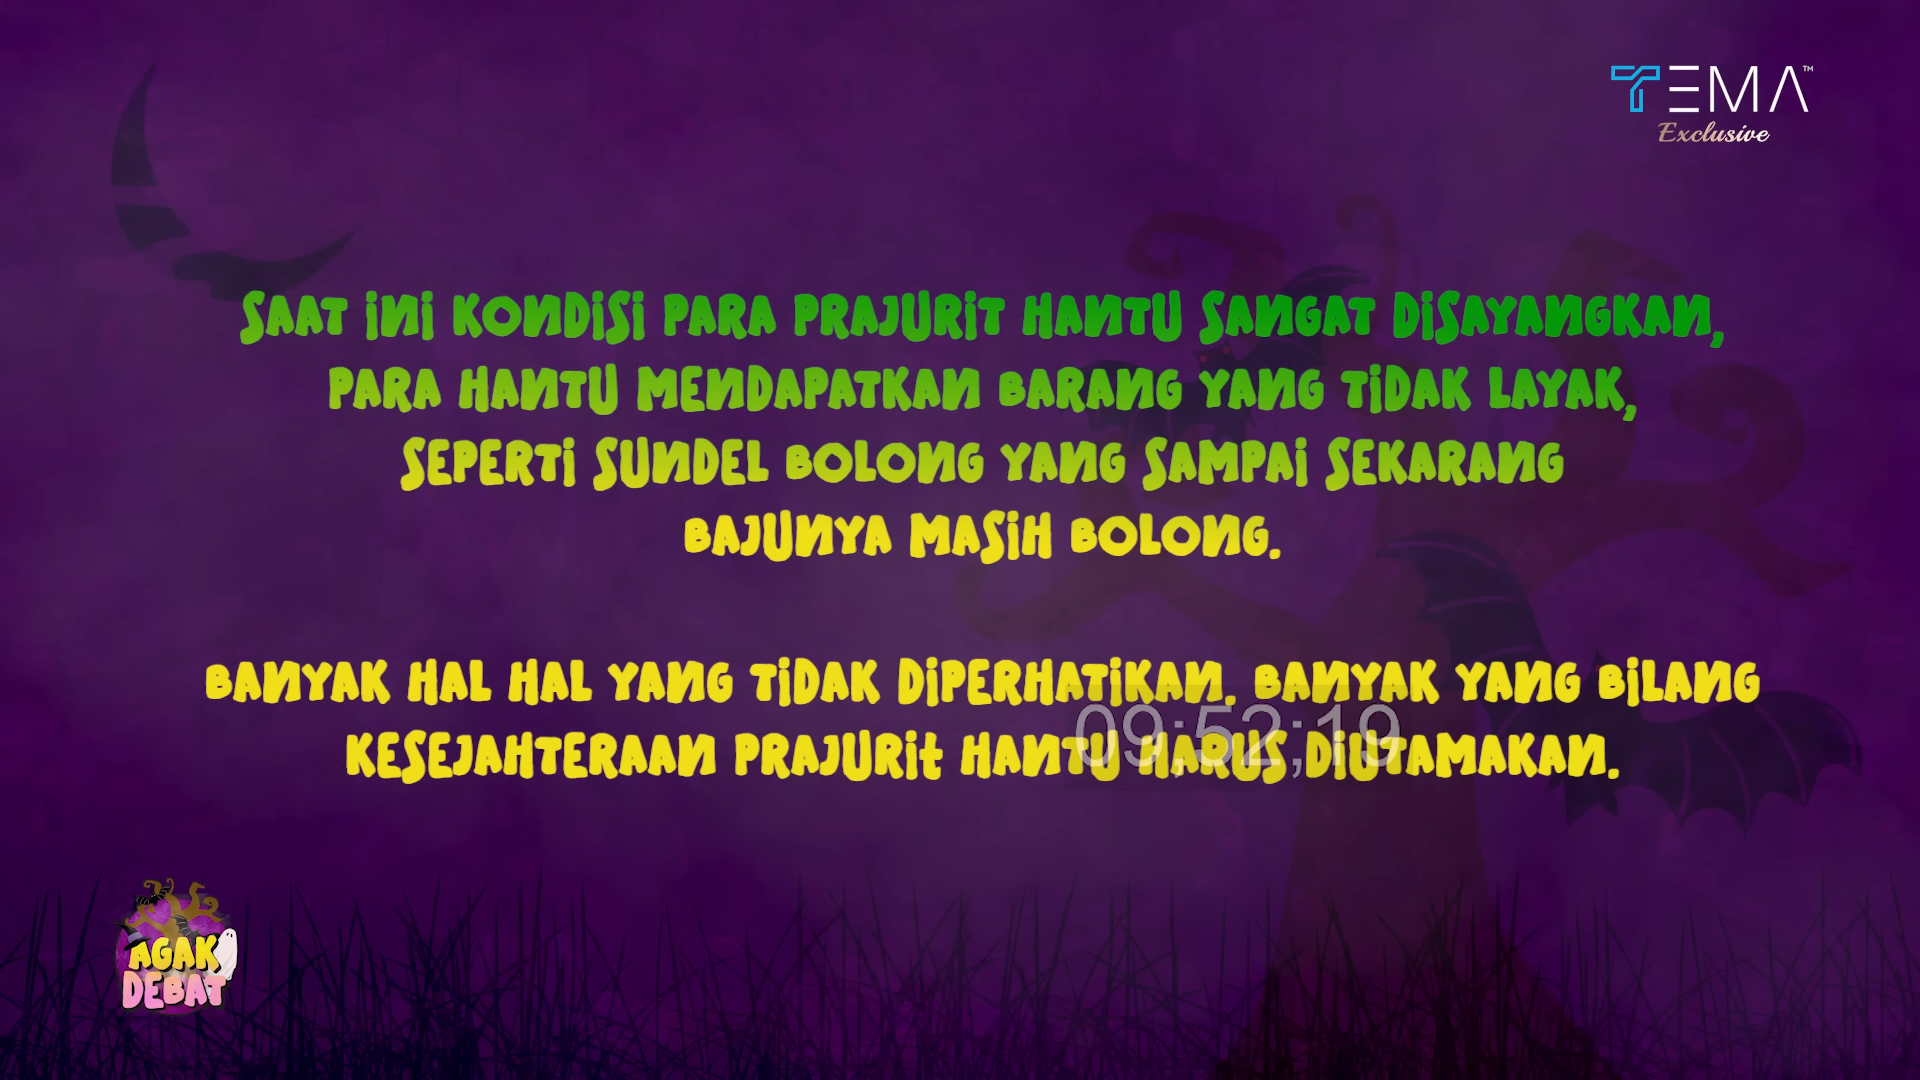 TEMA™
Exclusive
SAAT INI KONDISI PARA PRAJURIT HANTU SANGAT DISAYANGKAN,
PARA HANTU MENDAPATKAN BARANG YANG TIDAK LAYAK,
SEPERTI SUNDEL BOLONG YANG SAMPAI SEKARANG
BAJUNYA MASIH BOLONG.
BANYAK HAL HAL YANG TIDAK DIPERHATIKAN. BANYAK YANG BILANG
KESEJAHTERAAN PRAJURIT HANTU HARUS DIUTAMAKAN.
09;52;19
AGAK
DEBAT